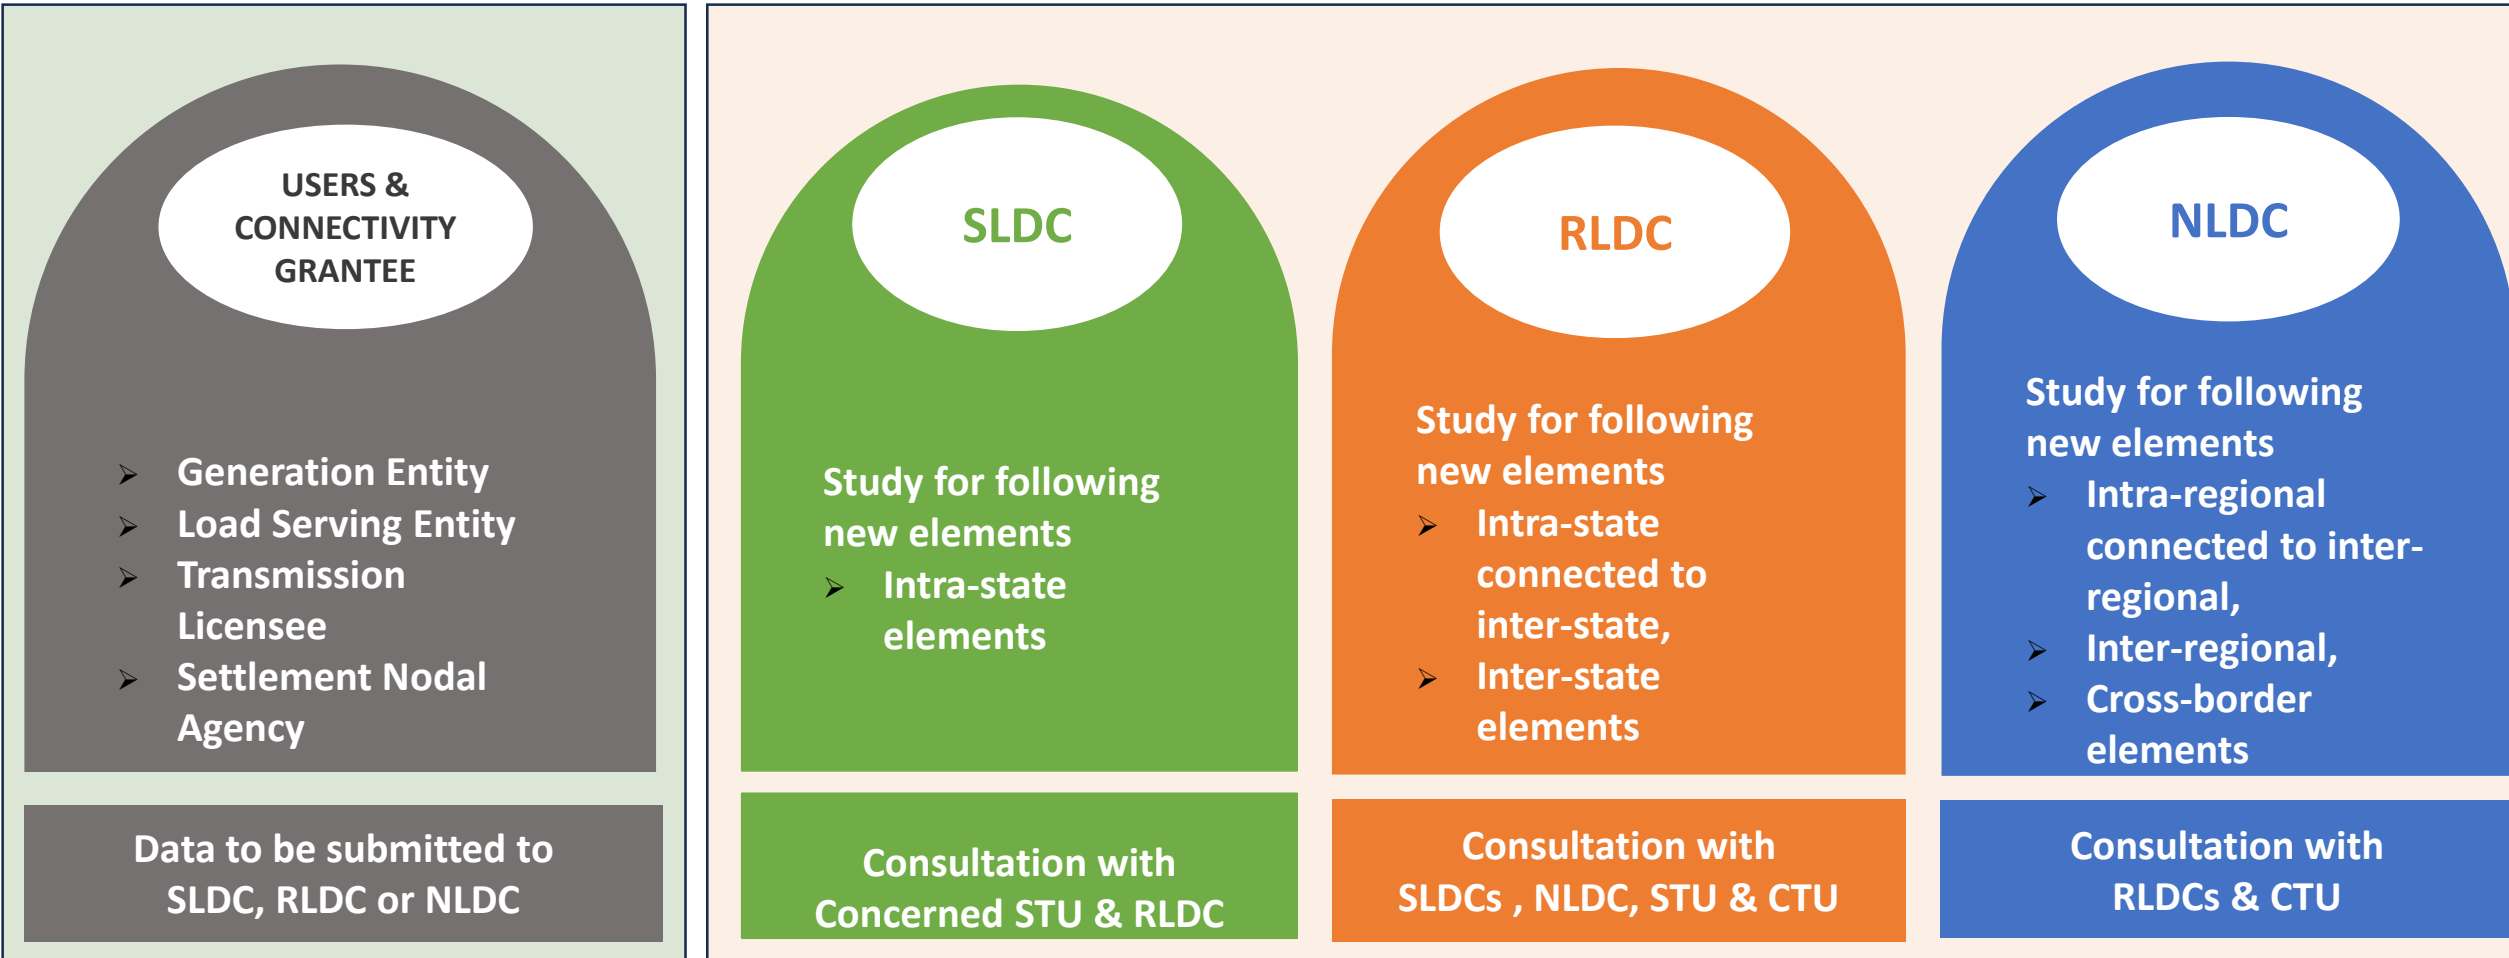 USERS &
CONNECTIVITY
GRANTEE
➢ Generation Entity
➢ Load Serving Entity
➢ Transmission
Licensee
➢ Settlement Nodal
Agency
Data to be submitted to
SLDC, RLDC or NLDC
SLDC
Study for following
new elements
➢ Intra-state
elements
Consultation with
Concerned STU & RLDC
RLDC
Study for following
new elements
➢ Intra-state
connected to
inter-state,
➢ Inter-state
elements
Consultation with
SLDCs , NLDC, STU & CTU
NLDC
Study for following
new elements
➢ Intra-regional
connected to inter-
regional,
➢ Inter-regional,
➢ Cross-border
elements
Consultation with
RLDCs & CTU